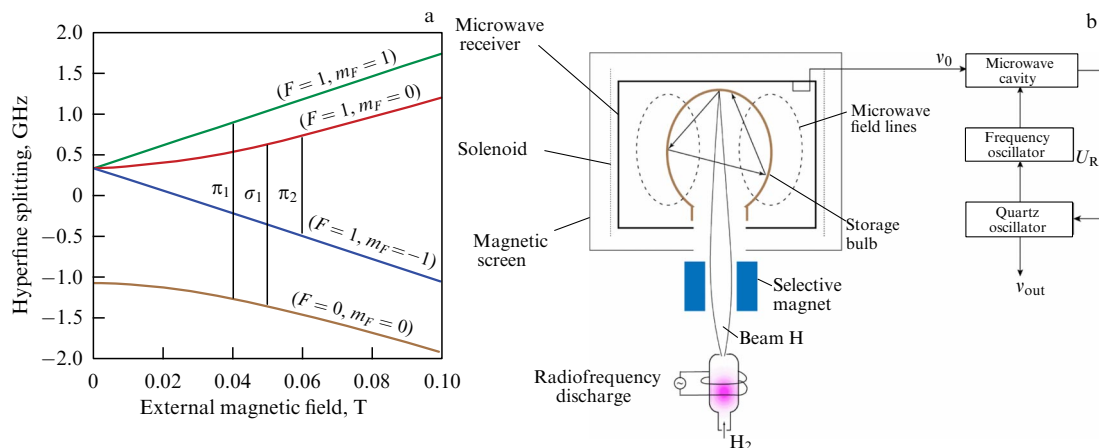 a
Hyperfine splitting, GHz
2.0
1.5
1.0
0.5
0
−0.5
−1.0
−1.5
−2.0
(F = 1, m_F = 1)
(F = 1, m_F = 0)
π₁
σ₁
π₂
(F = 1, m_F = −1)
(F = 0, m_F = 0)
0
0.02
0.04
0.06
0.08
0.10
External magnetic field, T
b
Microwave
receiver
Solenoid
Magnetic
screen
Microwave
field lines
Storage
bulb
Selective
magnet
Beam H
Radiofrequency
discharge
H₂
ν₀
Microwave
cavity
Frequency
oscillator
U_R
Quartz
oscillator
ν_out